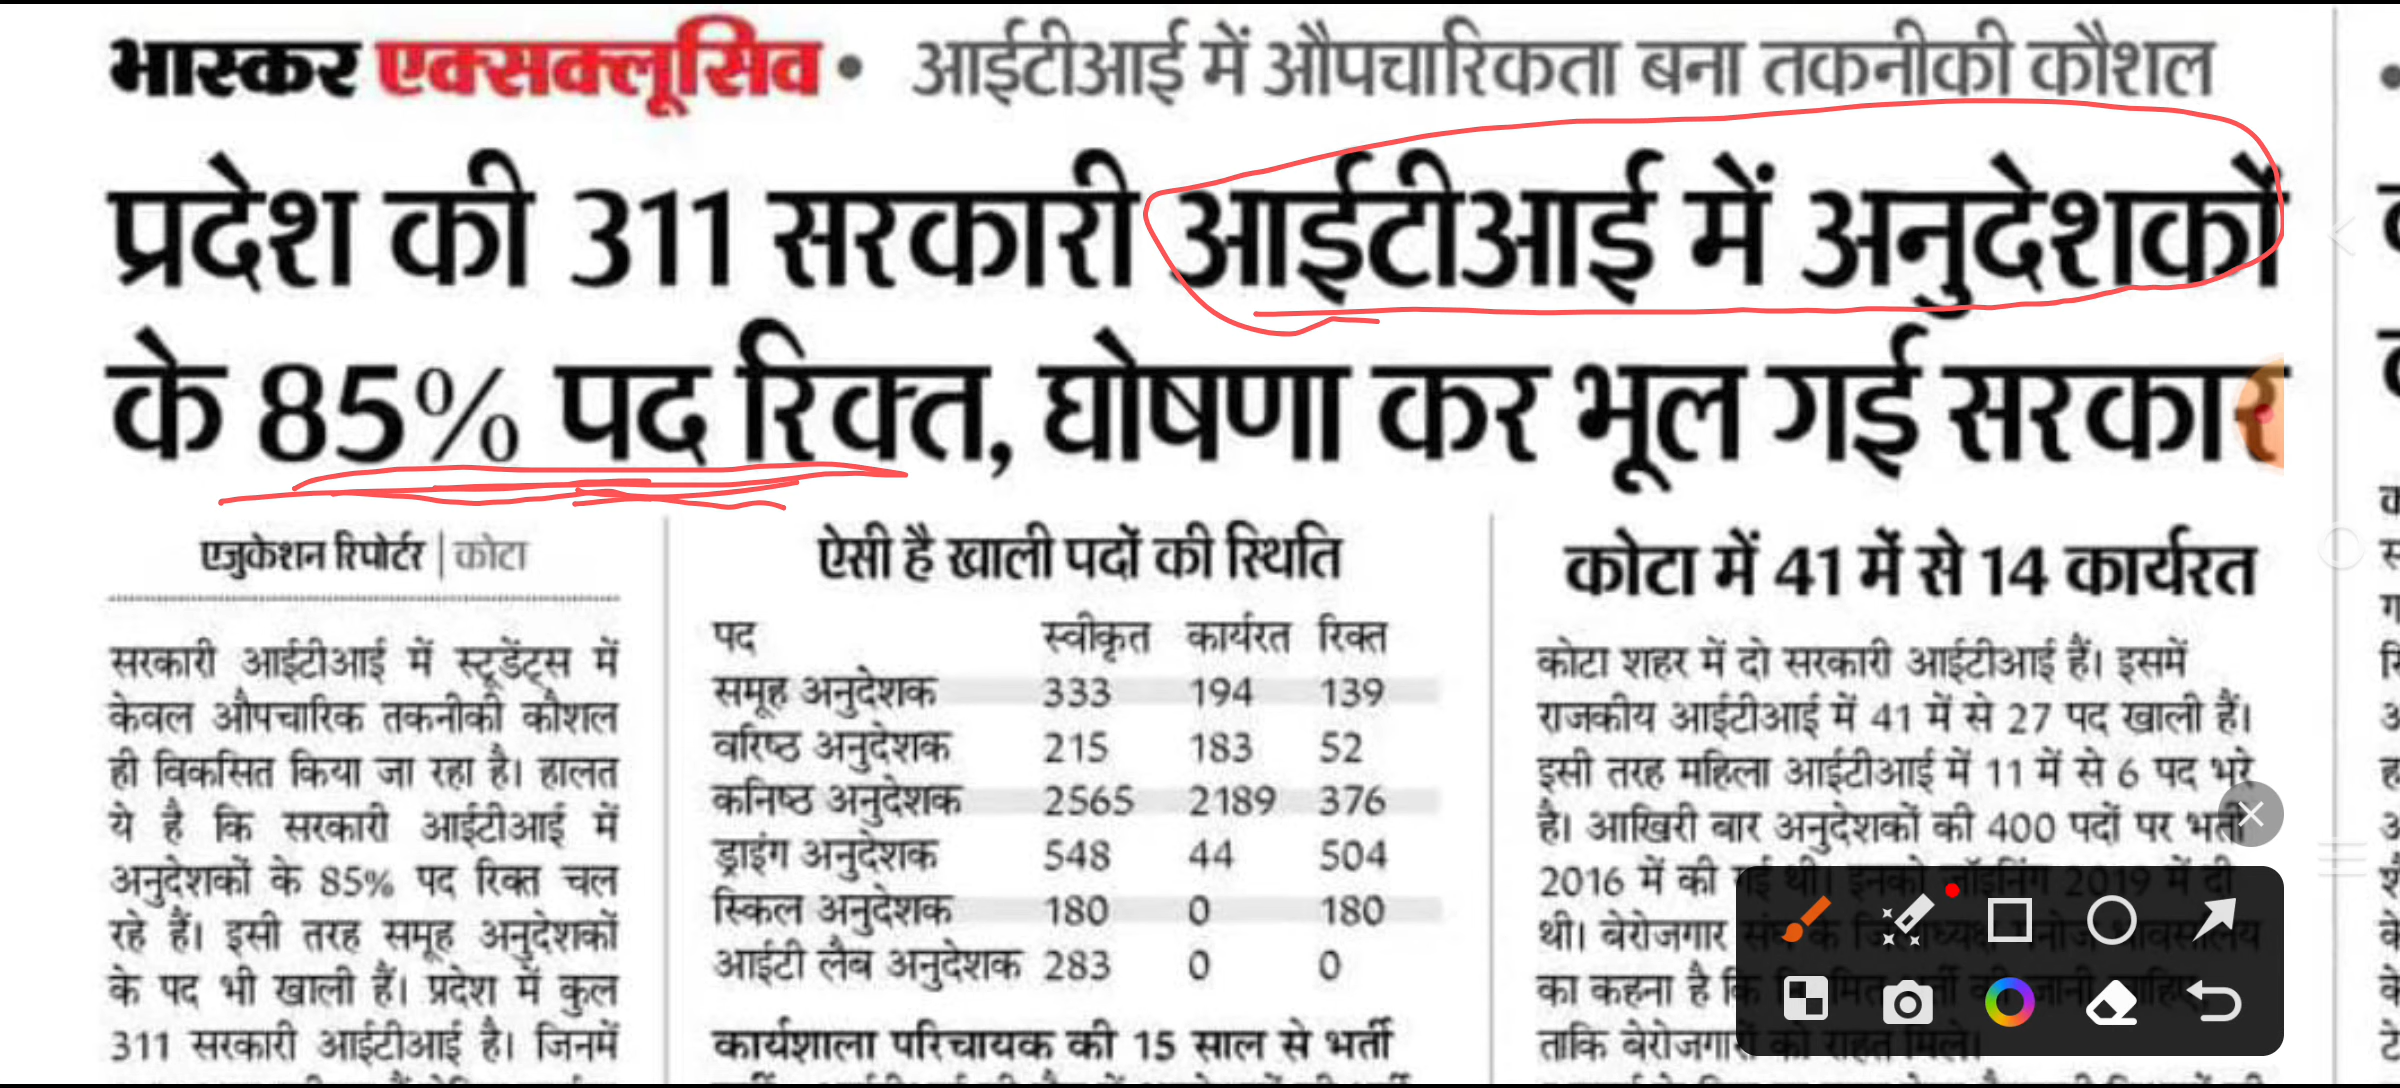 भास्कर एक्सक्लूसिव • आईटीआई में औपचारिकता बना तकनीकी कौशल
प्रदेश की 311 सरकारी आईटीआई में अनुदेशकों
के 85% पद रिक्त, घोषणा कर भूल गई सरकार
एजुकेशन रिपोर्टर | कोटा
सरकारी आईटीआई में स्टूडेंट्स में
केवल औपचारिक तकनीकी कौशल
ही विकसित किया जा रहा है। हालत
ये है कि सरकारी आईटीआई में
अनुदेशकों के 85% पद रिक्त चल
रहे हैं। इसी तरह समूह अनुदेशकों
के पद भी खाली हैं। प्रदेश में कुल
311 सरकारी आईटीआई है। जिनमें
ऐसी है खाली पदों की स्थिति
पद स्वीकृत कार्यरत रिक्त
समूह अनुदेशक 333 194 139
वरिष्ठ अनुदेशक 215 183 52
कनिष्ठ अनुदेशक 2565 2189 376
ड्राइंग अनुदेशक 548 44 504
स्किल अनुदेशक 180 0 180
आईटी लैब अनुदेशक 283 0 0
कार्यशाला परिचायक की 15 साल से भर्ती
कोटा में 41 में से 14 कार्यरत
कोटा शहर में दो सरकारी आईटीआई हैं। इसमें
राजकीय आईटीआई में 41 में से 27 पद खाली हैं।
इसी तरह महिला आईटीआई में 11 में से 6 पद भरे
है। आखिरी बार अनुदेशकों की 400 पदों पर भर्ती
2016 में की गई थी। इनको जॉइनिंग 2019 में दी
थी। बेरोजगार संघ के
का कहना है कि
ताकि बेरोजगारों को राहत मिले।